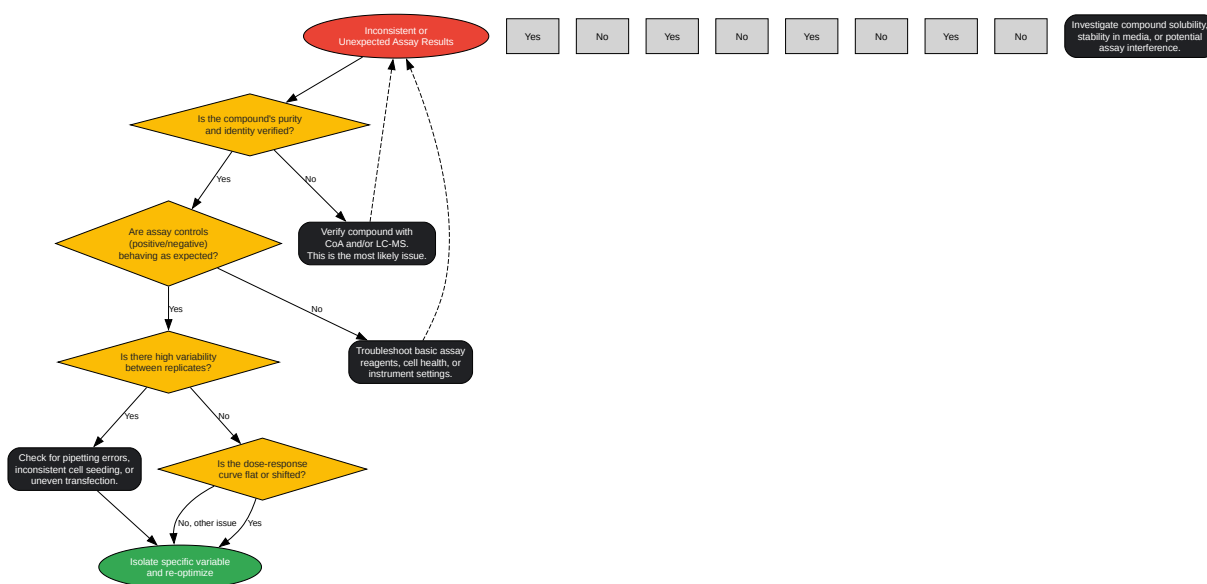 Inconsistent or
Unexpected Assay Results
Yes
No
Yes
No
Yes
No
Yes
No
Investigate compound solubility,
stability in media, or potential
assay interference.
Is the compound's purity
and identity verified?
Yes
No
Are assay controls
(positive/negative)
behaving as expected?
Verify compound with
CoA and/or LC-MS.
This is the most likely issue.
Yes
No
Is there high variability
between replicates?
Troubleshoot basic assay
reagents, cell health, or
instrument settings.
Yes
No
Check for pipetting errors,
inconsistent cell seeding, or
uneven transfection.
Is the dose-response
curve flat or shifted?
No, other issue
Yes
Isolate specific variable
and re-optimize